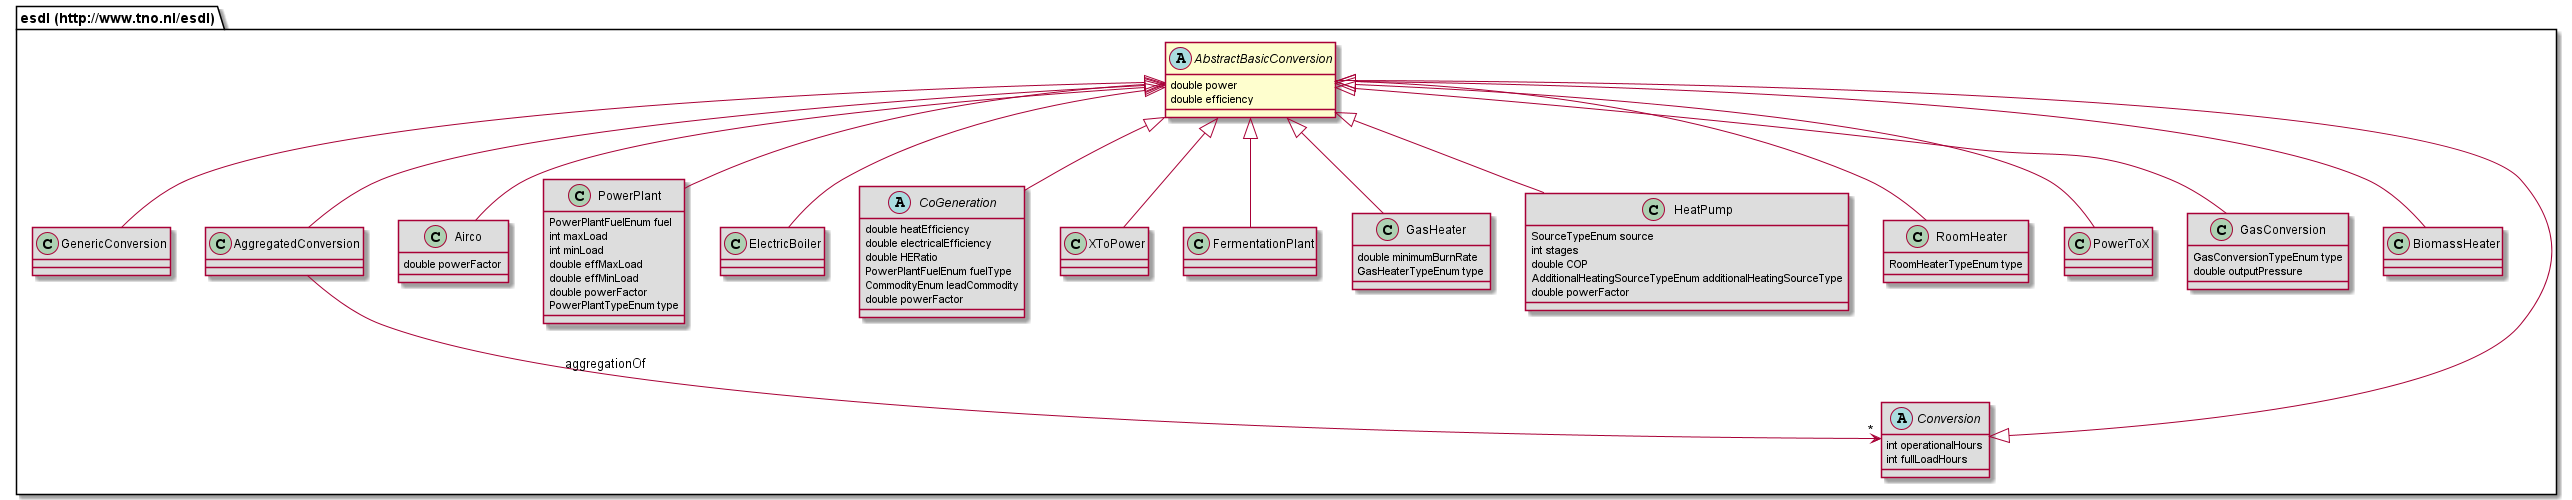 esdl (http://www.tno.nl/esdl)
A AbstractBasicConversion
double power
double efficiency
C GenericConversion
C AggregatedConversion
C Airco
double powerFactor
C PowerPlant
PowerPlantFuelEnum fuel
int maxLoad
int minLoad
double effMaxLoad
double effMinLoad
double powerFactor
PowerPlantTypeEnum type
C ElectricBoiler
A CoGeneration
double heatEfficiency
double electricalEfficiency
double HERatio
PowerPlantFuelEnum fuelType
CommodityEnum leadCommodity
double powerFactor
C XToPower
C FermentationPlant
C GasHeater
double minimumBurnRate
GasHeaterTypeEnum type
C HeatPump
SourceTypeEnum source
int stages
double COP
AdditionalHeatingSourceTypeEnum additionalHeatingSourceType
double powerFactor
C RoomHeater
RoomHeaterTypeEnum type
C PowerToX
C GasConversion
GasConversionTypeEnum type
double outputPressure
C BiomassHeater
aggregationOf
*
A Conversion
int operationalHours
int fullLoadHours